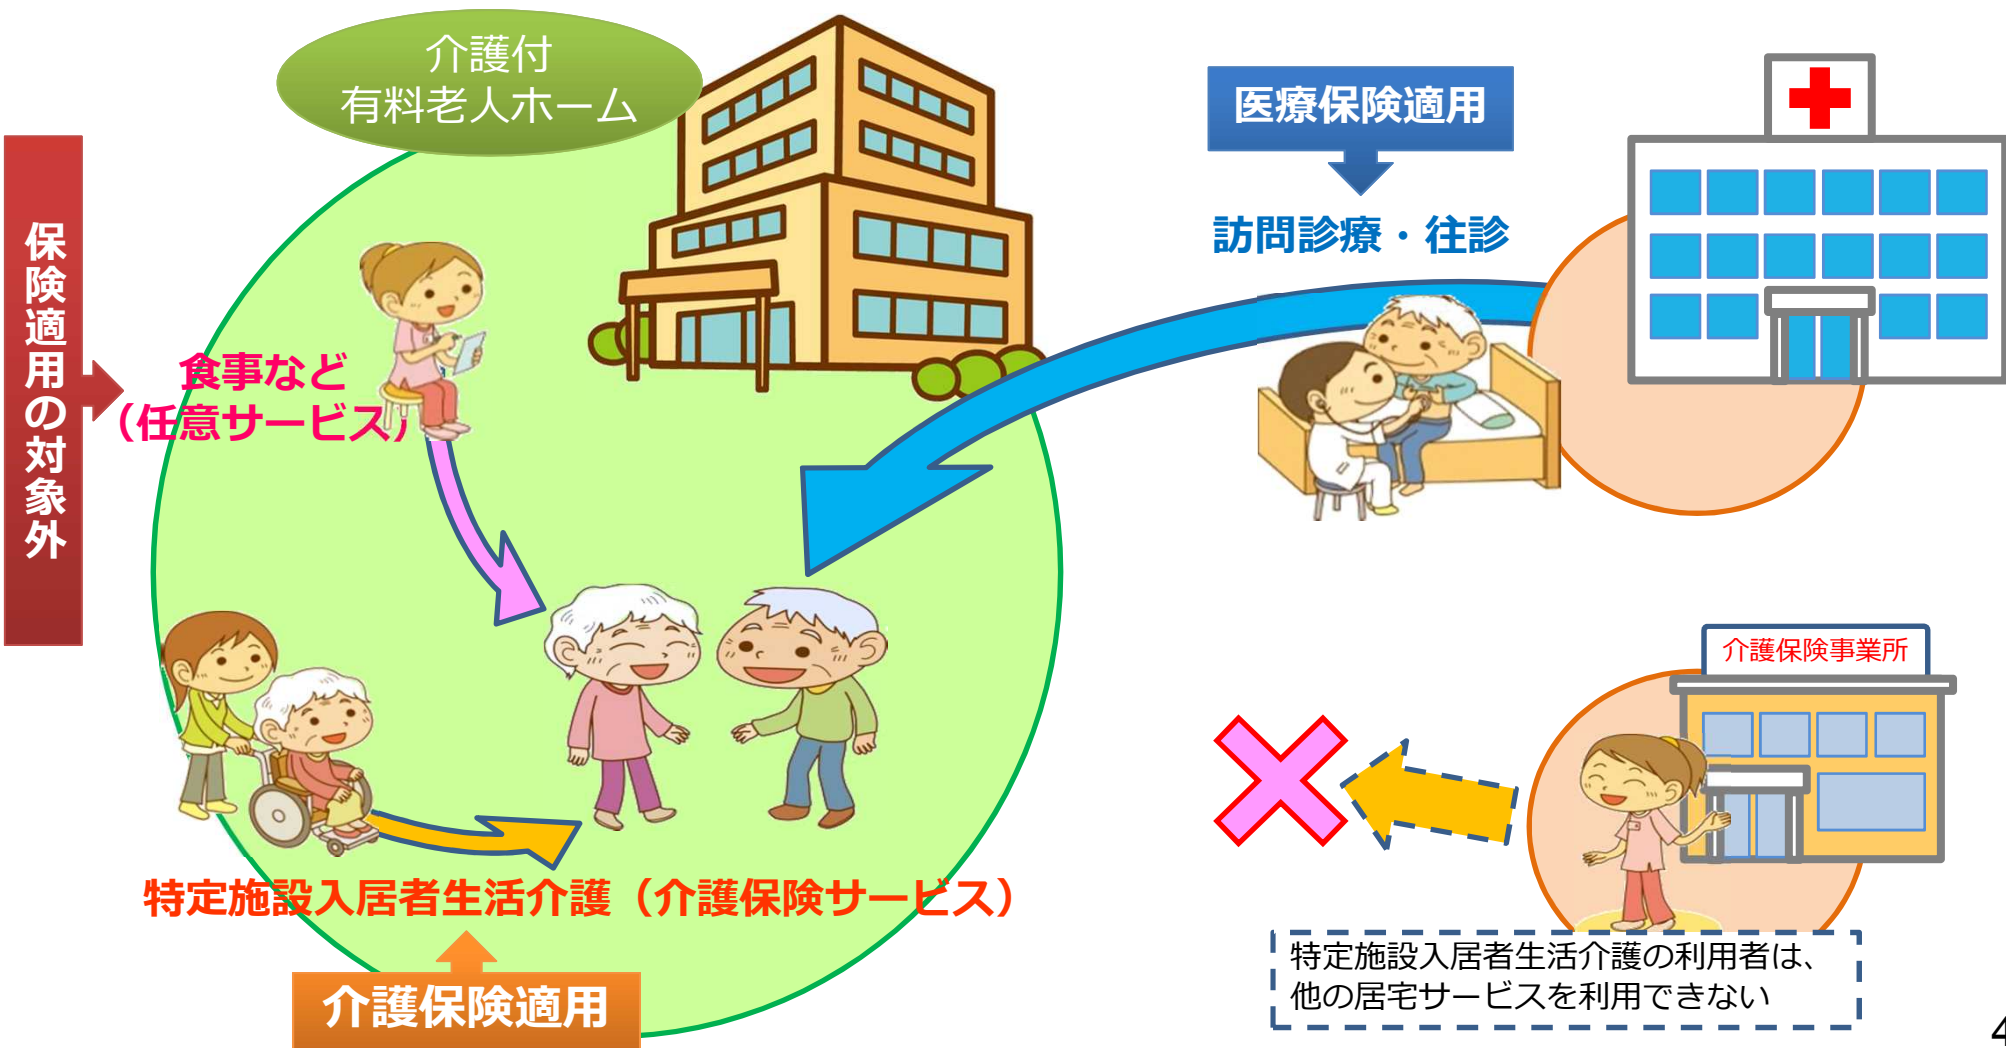 介護付
有料老人ホーム
医療保険適用
訪問診療・往診
保険適用の対象外
食事など
（任意サービス）
介護保険事業所
特定施設入居者生活介護（介護保険サービス）
介護保険適用
特定施設入居者生活介護の利用者は、
他の居宅サービスを利用できない
4